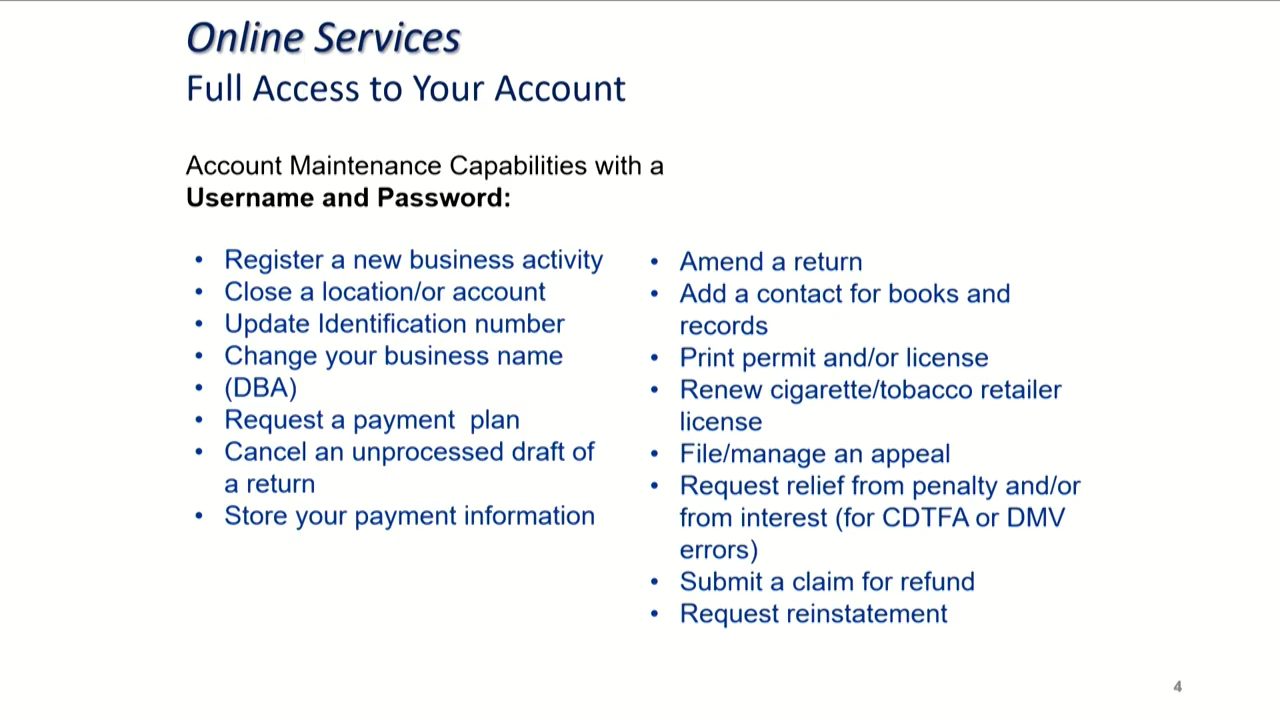 Online Services
Full Access to Your Account
Account Maintenance Capabilities with a
Username and Password:
• Register a new business activity
• Close a location/or account
• Update Identification number
• Change your business name
• (DBA)
• Request a payment  plan
• Cancel an unprocessed draft of
a return
• Store your payment information
• Amend a return
• Add a contact for books and
records
• Print permit and/or license
• Renew cigarette/tobacco retailer
license
• File/manage an appeal
• Request relief from penalty and/or
from interest (for CDTFA or DMV
errors)
• Submit a claim for refund
• Request reinstatement
4